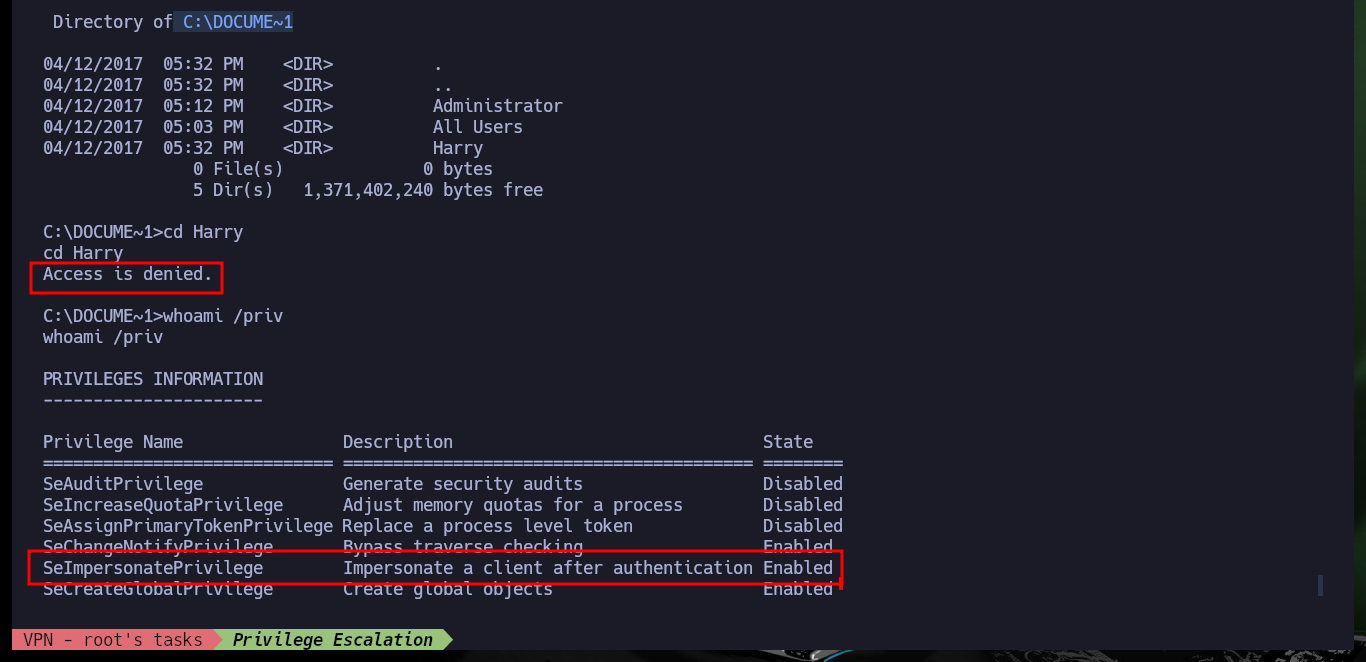 Directory of C:\DOCUME~1
04/12/2017  05:32 PM    <DIR>          .
04/12/2017  05:32 PM    <DIR>          ..
04/12/2017  05:12 PM    <DIR>          Administrator
04/12/2017  05:03 PM    <DIR>          All Users
04/12/2017  05:32 PM    <DIR>          Harry
0 File(s)              0 bytes
5 Dir(s)   1,371,402,240 bytes free
C:\DOCUME~1>cd Harry
cd Harry
Access is denied.
C:\DOCUME~1>whoami /priv
whoami /priv
PRIVILEGES INFORMATION
----------------------
Privilege Name                Description                               State
============================= ========================================= ========
SeAuditPrivilege              Generate security audits                  Disabled
SeIncreaseQuotaPrivilege      Adjust memory quotas for a process        Disabled
SeAssignPrimaryTokenPrivilege Replace a process level token             Disabled
SeChangeNotifyPrivilege       Bypass traverse checking                  Enabled
SeImpersonatePrivilege        Impersonate a client after authentication Enabled
SeCreateGlobalPrivilege       Create global objects                     Enabled
VPN - root's tasks Privilege Escalation